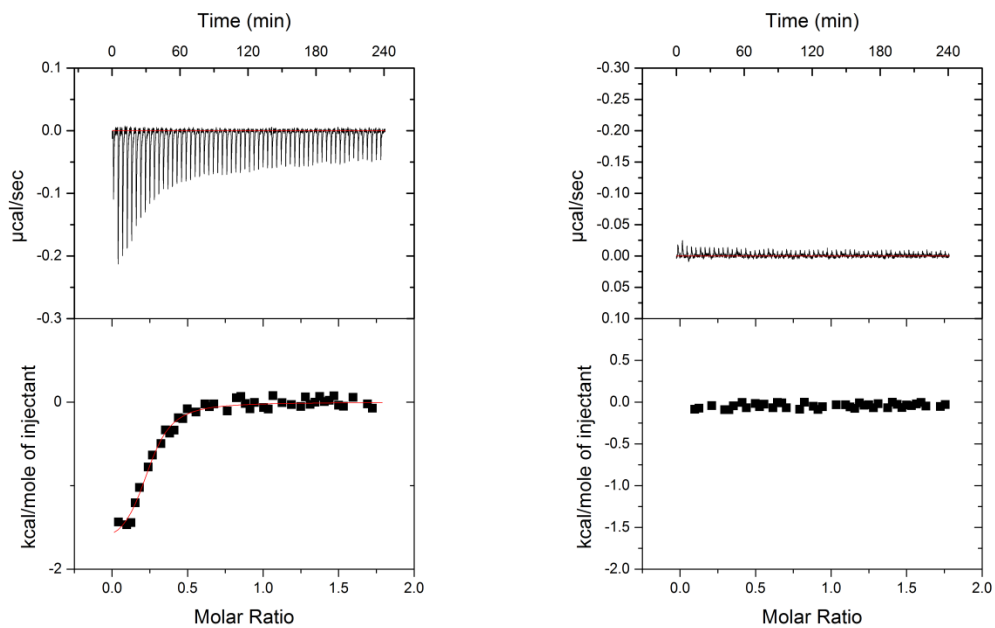 Time (min)
0 60 120 180 240
0.1
0.0
-0.1
-0.2
-0.3
µcal/sec
0
-2
kcal/mole of injectant
0.0 0.5 1.0 1.5 2.0
Molar Ratio
Time (min)
0 60 120 180 240
-0.30
-0.25
-0.20
-0.15
-0.10
-0.05
0.00
0.05
0.10
µcal/sec
0.5
0.0
-0.5
-1.0
-1.5
-2.0
kcal/mole of injectant
0.0 0.5 1.0 1.5 2.0
Molar Ratio